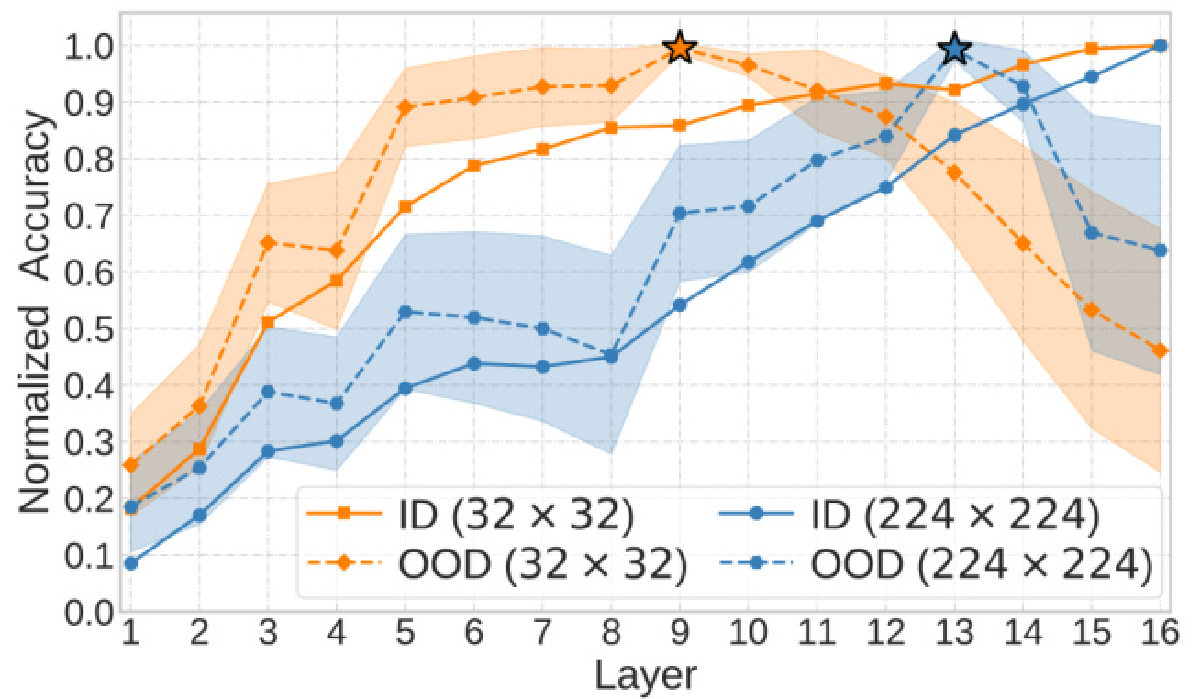 Normalized Accuracy
1.0
0.9
0.8
0.7
0.6
0.5
0.4
0.3
0.2
0.1
0.0
ID (32 × 32)
OOD (32 × 32)
ID (224 × 224)
OOD (224 × 224)
1 2 3 4 5 6 7 8 9 10 11 12 13 14 15 16
Layer